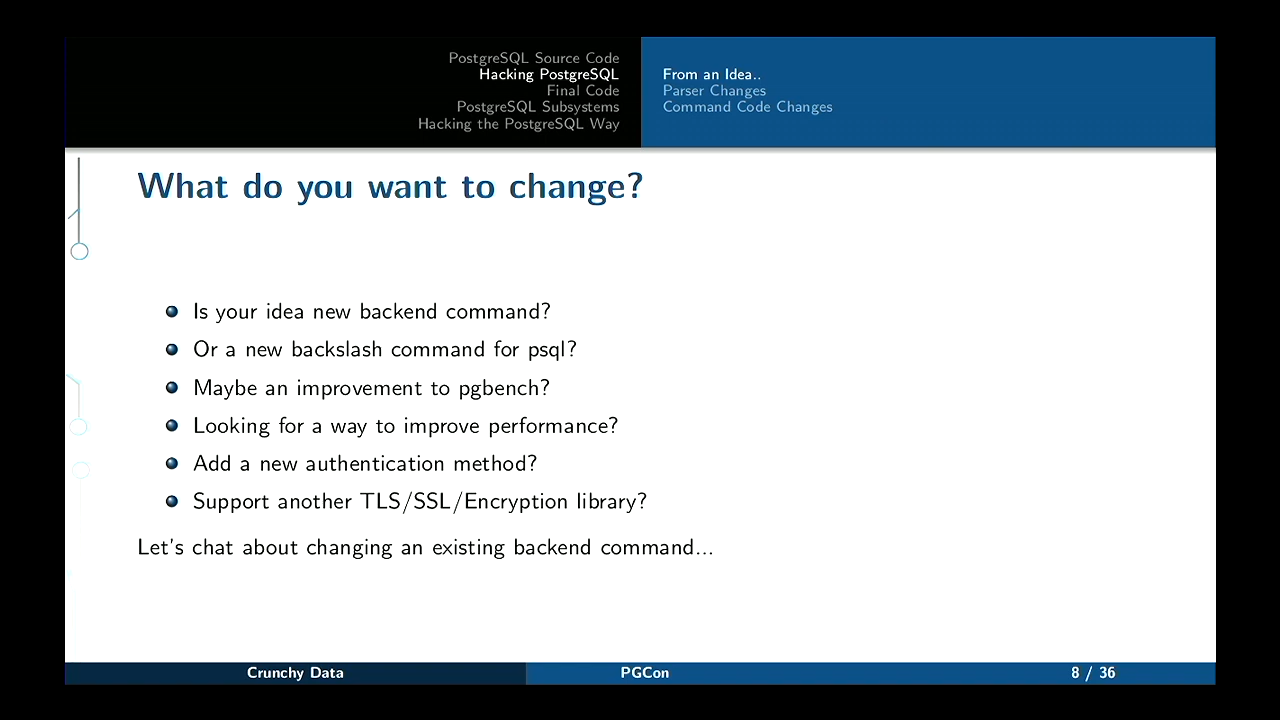 PostgreSQL Source Code
Hacking PostgreSQL
Final Code
PostgreSQL Subsystems
Hacking the PostgreSQL Way
From an Idea..
Parser Changes
Command Code Changes
What do you want to change?
Is your idea new backend command?
Or a new backslash command for psql?
Maybe an improvement to pgbench?
Looking for a way to improve performance?
Add a new authentication method?
Support another TLS/SSL/Encryption library?
Let's chat about changing an existing backend command...
Crunchy Data PGCon 8 / 36